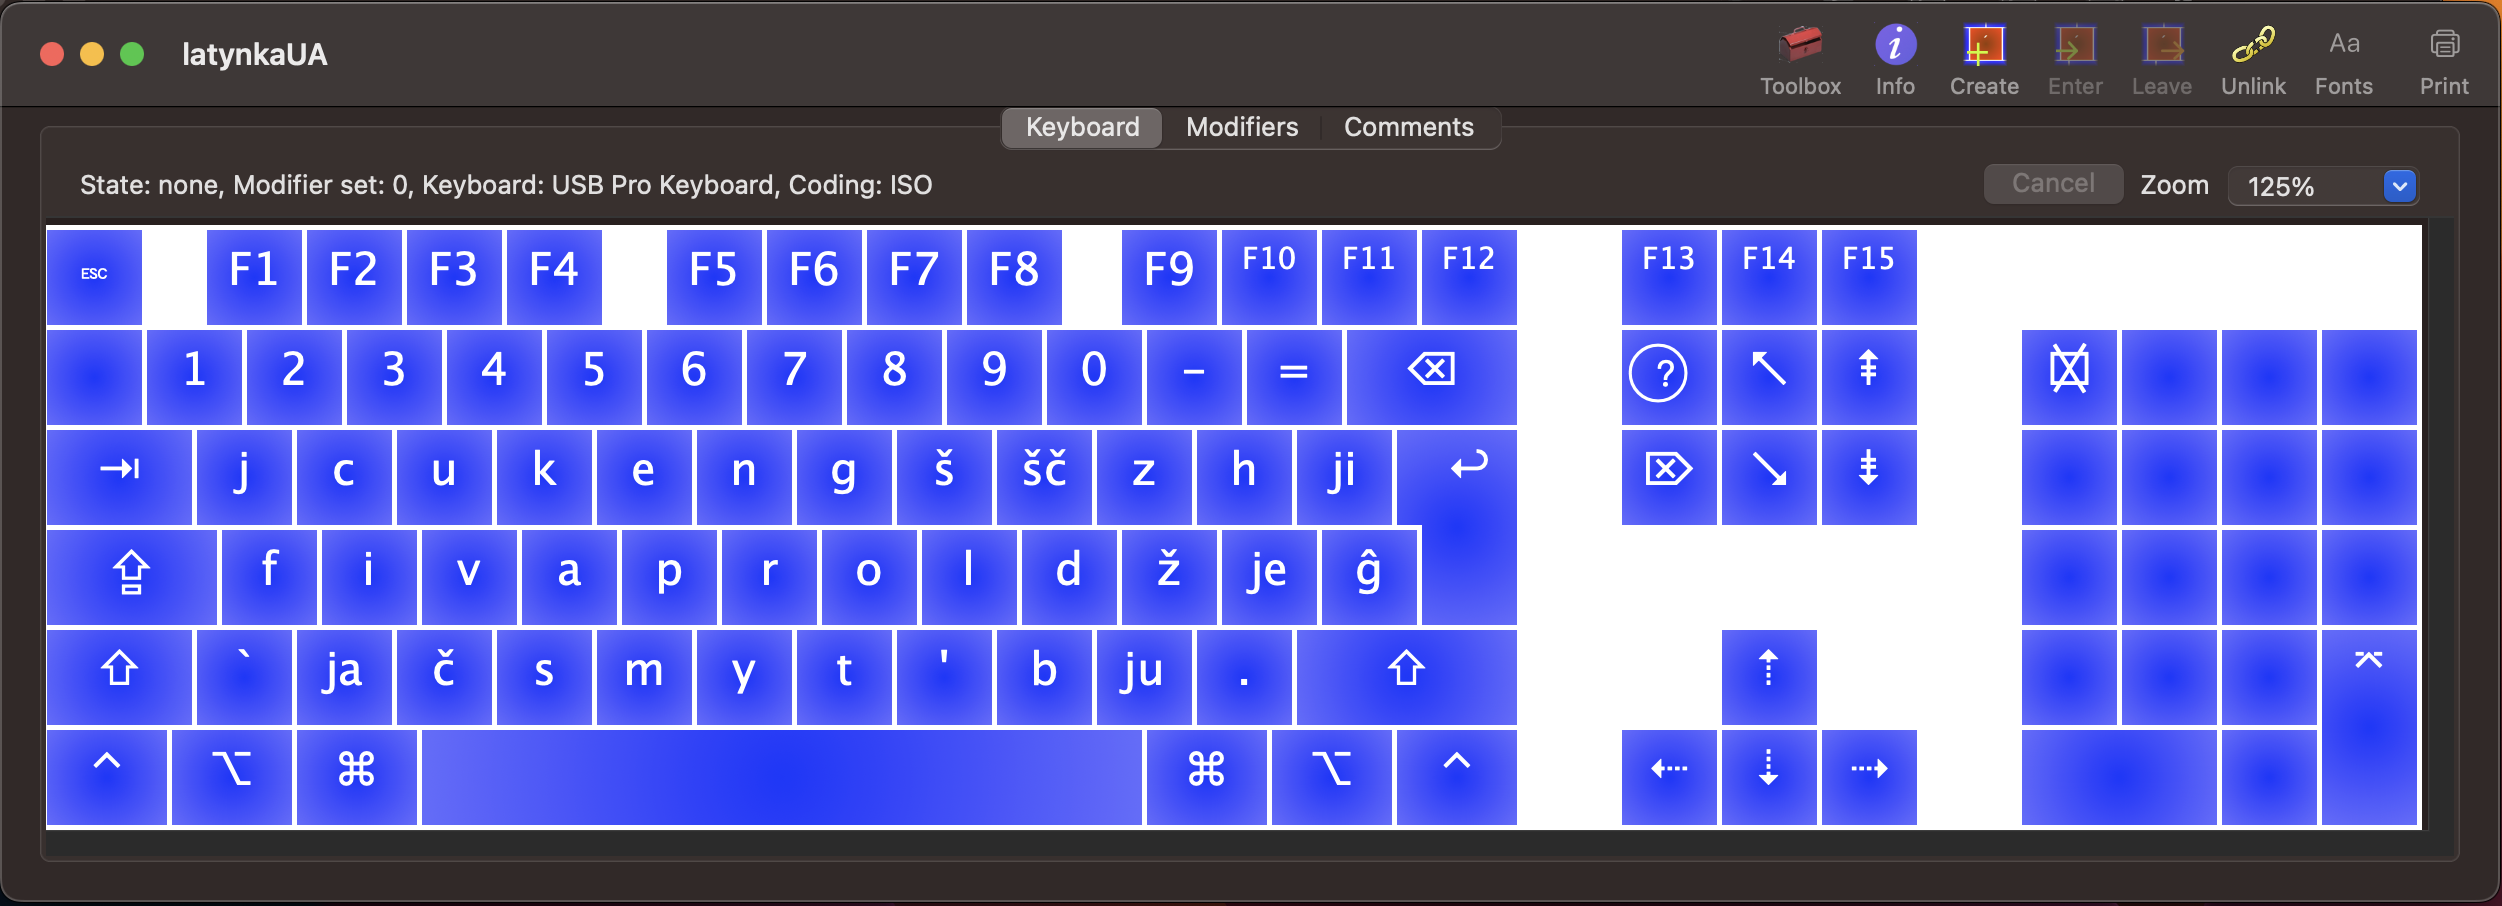 latynkaUA
Toolbox Info Create Enter Leave Unlink Aa Fonts Print
Keyboard Modifiers Comments
State: none, Modifier set: 0, Keyboard: USB Pro Keyboard, Coding: ISO Cancel Zoom 125%
ESC F1 F2 F3 F4 F5 F6 F7 F8 F9 F10 F11 F12 F13 F14 F15
1 2 3 4 5 6 7 8 9 0 - = ⌫ ? ↖ ⇞
⇥ j c u k e n g š šč z h ji ↩ ⌦ ↘ ⇟
⇪ f i v a p r o l d ž je ĝ
⇧ ` ja č s m y t ' b ju . ⇧ ⇡ ⌤
⌃ ⌥ ⌘ ⌘ ⌥ ⌃ ⇠ ⇣ ⇢